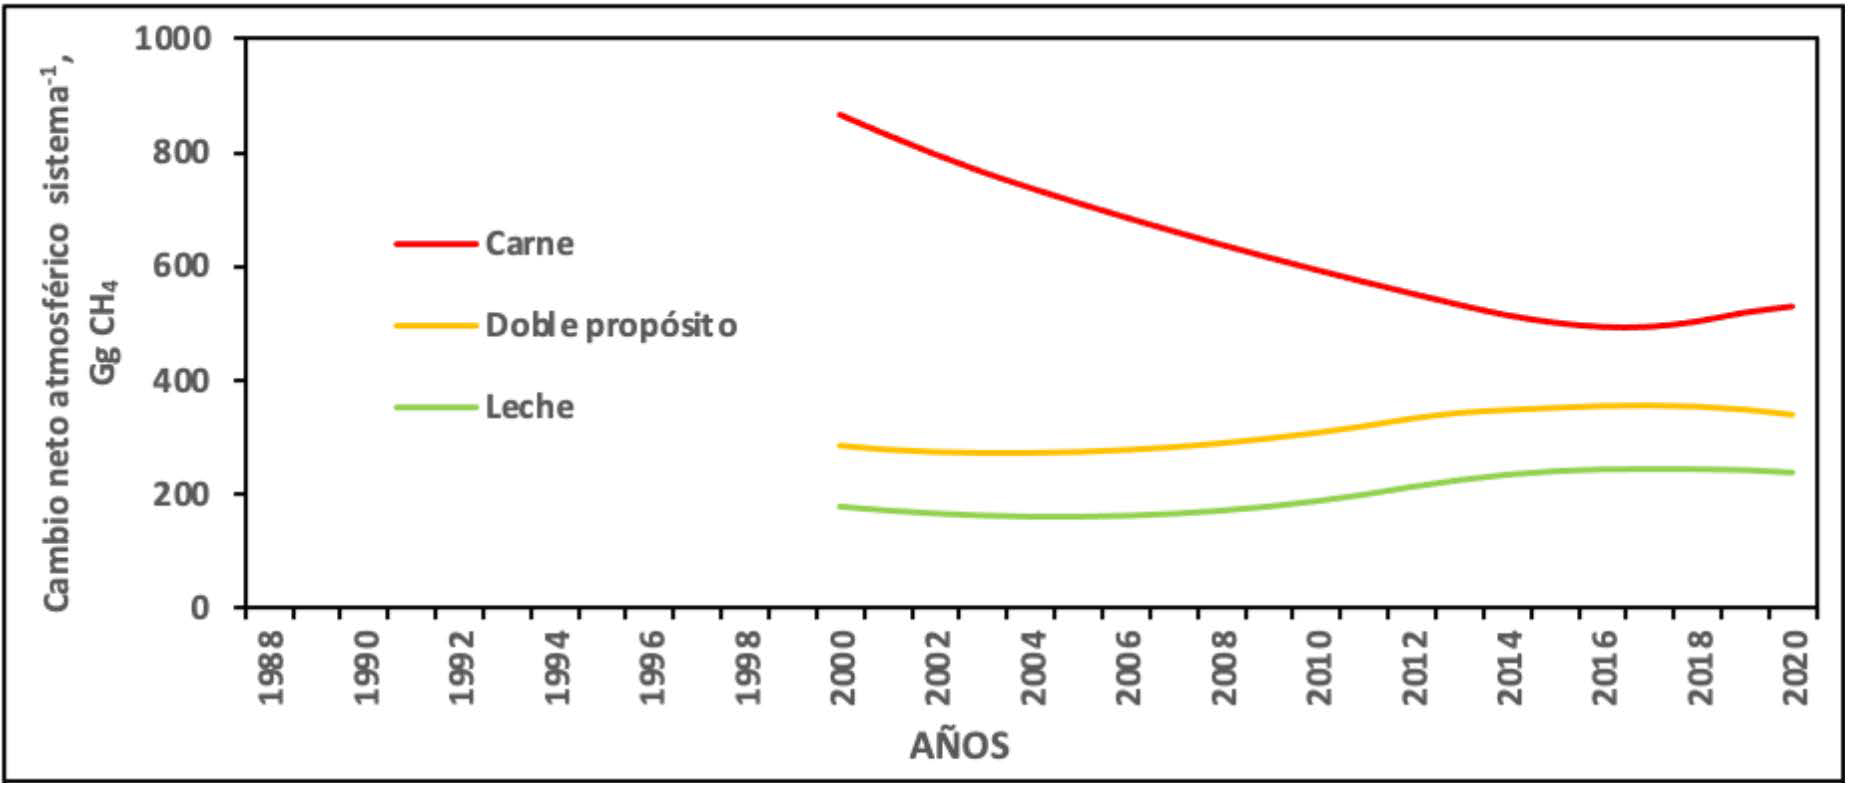 Cambio neto atmosférico sistema⁻¹,
Gg CH₄
1000
800
600
400
200
0
Carne
Doble propósito
Leche
1988 1990 1992 1994 1996 1998 2000 2002 2004 2006 2008 2010 2012 2014 2016 2018 2020
AÑOS